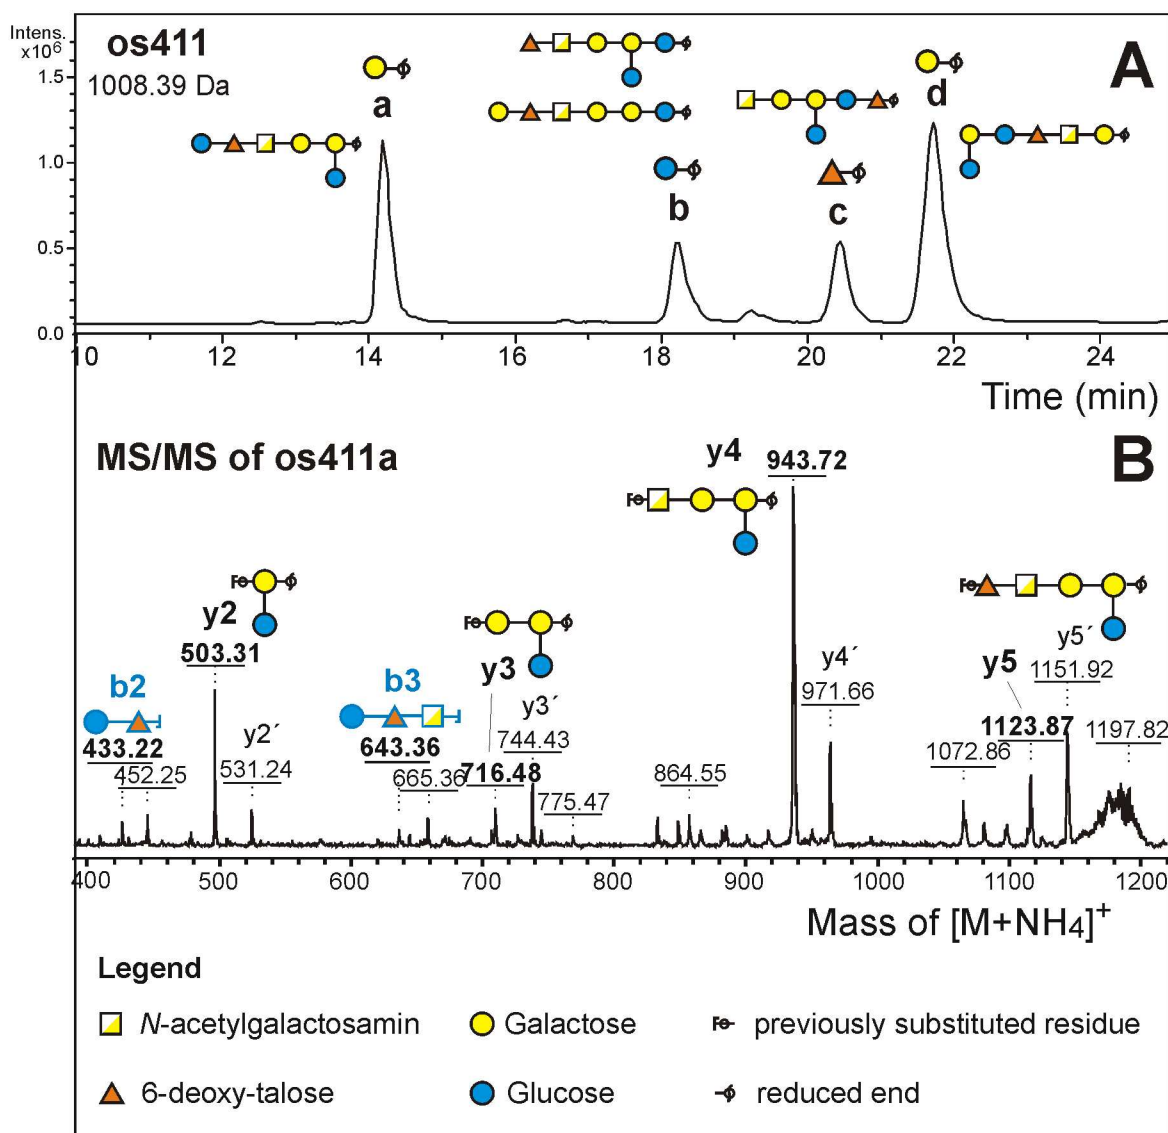 Intens.
x10⁶
os411
1008.39 Da
A
1.5
1.0
0.5
0.0
a
b
c
d
10
12
14
16
18
20
22
24
Time (min)
MS/MS of os411a
B
y4
943.72
y2
503.31
b2
433.22
452.25
y2´
531.24
b3
643.36
665.36
y3
716.48
y3´
744.43
775.47
864.55
y4´
971.66
y5
1123.87
y5´
1151.92
1072.86
1197.82
400
500
600
700
800
900
1000
1100
1200
Mass of [M+NH₄]⁺
Legend
N-acetylgalactosamin
Galactose
previously substituted residue
6-deoxy-talose
Glucose
reduced end